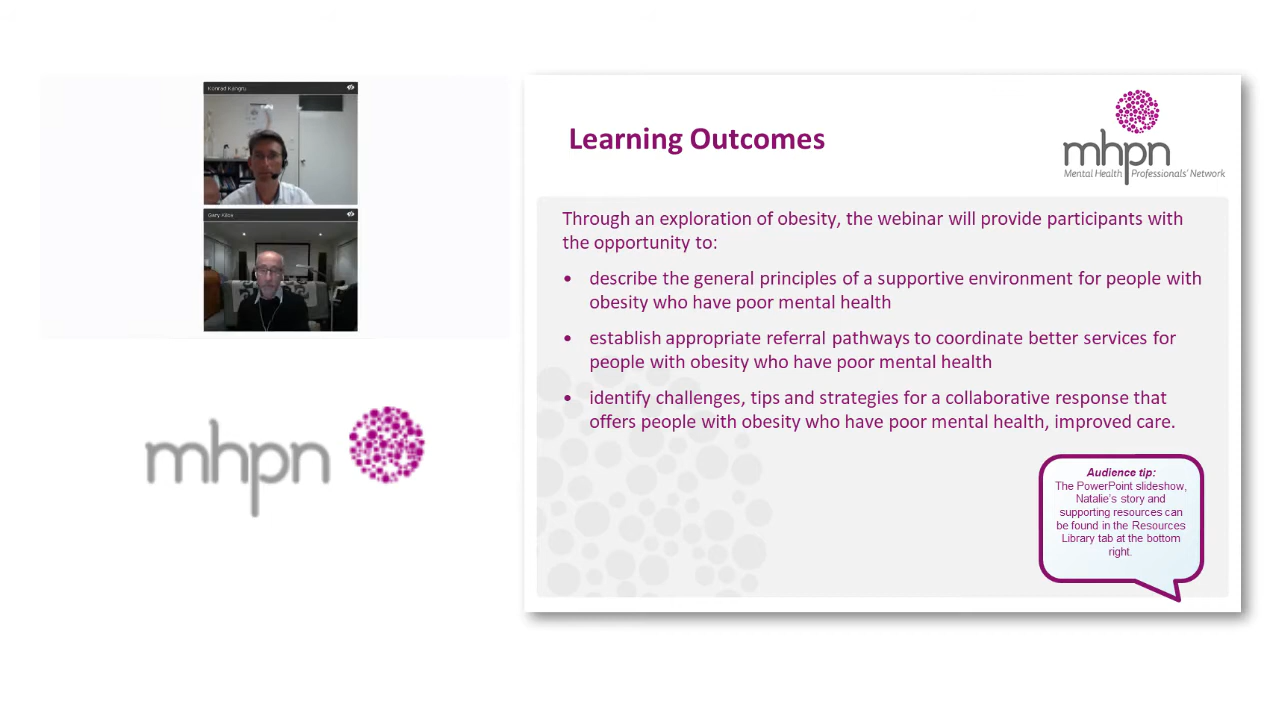 Konrad Kangru
Learning Outcomes
mhpn
Mental Health Professionals' Network
Through an exploration of obesity, the webinar will provide participants with
the opportunity to:
• describe the general principles of a supportive environment for people with
obesity who have poor mental health
• establish appropriate referral pathways to coordinate better services for
people with obesity who have poor mental health
• identify challenges, tips and strategies for a collaborative response that
offers people with obesity who have poor mental health, improved care.
Audience tip:
The PowerPoint slideshow,
Natalie's story and
supporting resources can
be found in the Resources
Library tab at the bottom
right.
mhpn